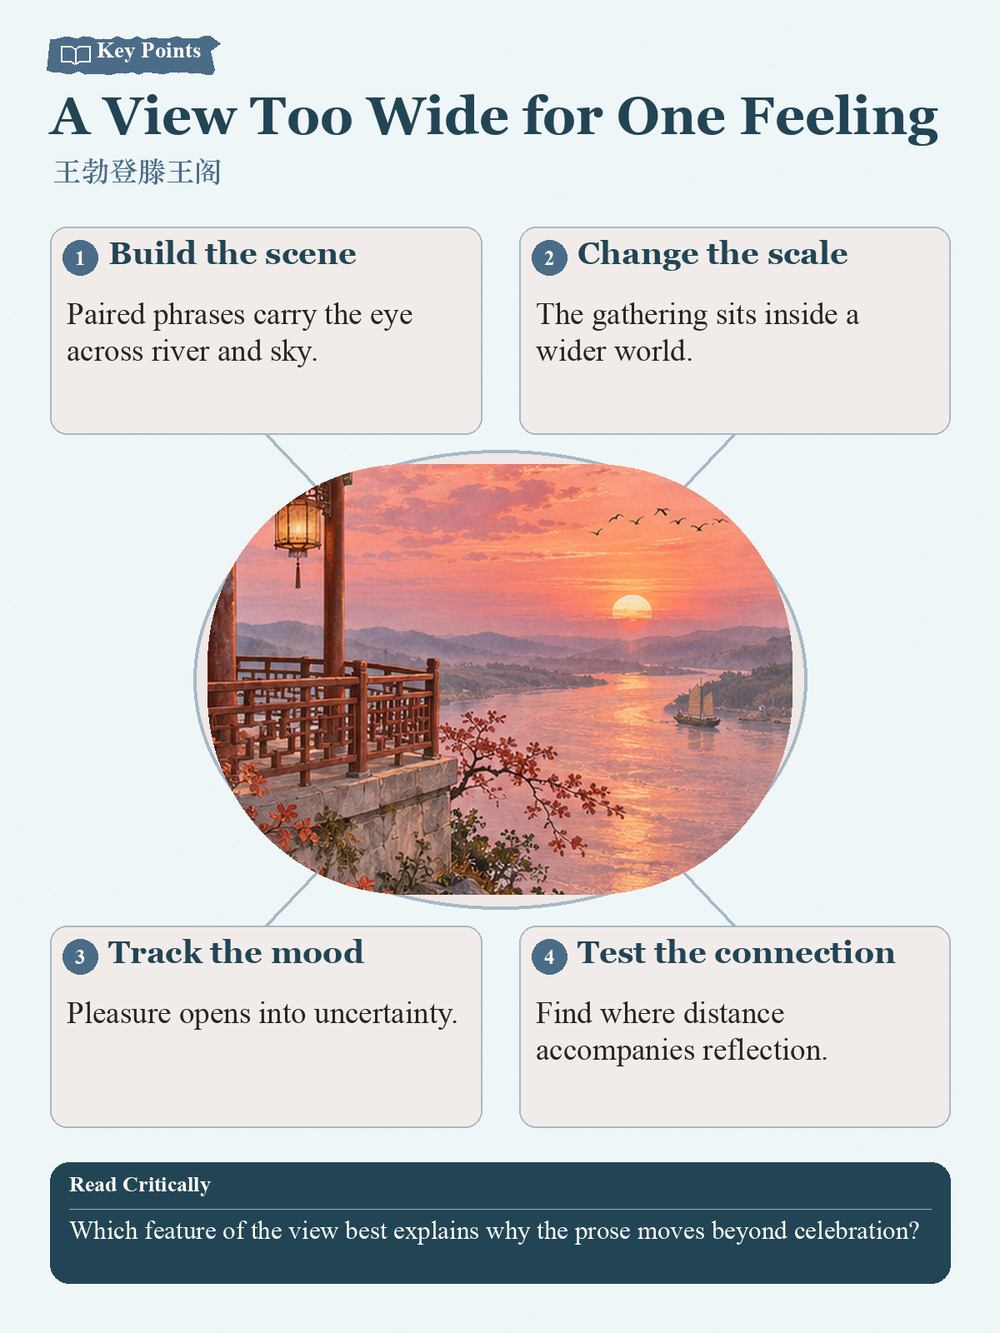 Key Points
A View Too Wide for One Feeling
王勃登滕王阁
1 Build the scene
Paired phrases carry the eye
across river and sky.
2 Change the scale
The gathering sits inside a
wider world.
3 Track the mood
Pleasure opens into uncertainty.
4 Test the connection
Find where distance
accompanies reflection.
Read Critically
Which feature of the view best explains why the prose moves beyond celebration?